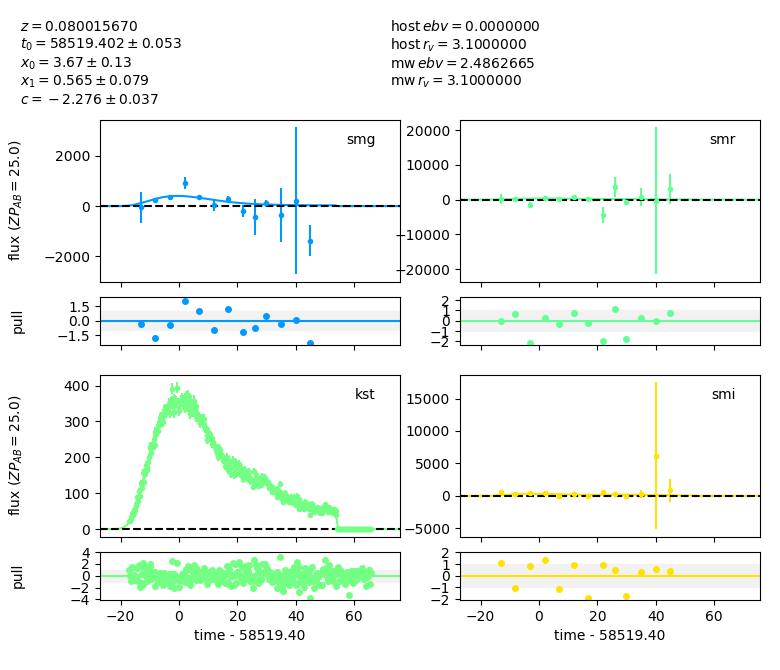 z = 0.080015670
t0 = 58519.402 ± 0.053
x0 = 3.67 ± 0.13
x1 = 0.565 ± 0.079
c = −2.276 ± 0.037
host ebv = 0.0000000
host rv = 3.1000000
mw ebv = 2.4862665
mw rv = 3.1000000
smg
2000
0
−2000
flux (ZPAB = 25.0)
smr
20000
10000
0
−10000
−20000
1.5
0.0
−1.5
pull
2
1
0
−1
−2
kst
400
300
200
100
0
flux (ZPAB = 25.0)
smi
15000
10000
5000
0
−5000
4
2
0
−2
−4
pull
−20 0 20 40 60
time - 58519.40
2
1
0
−1
−2
−20 0 20 40 60
time - 58519.40